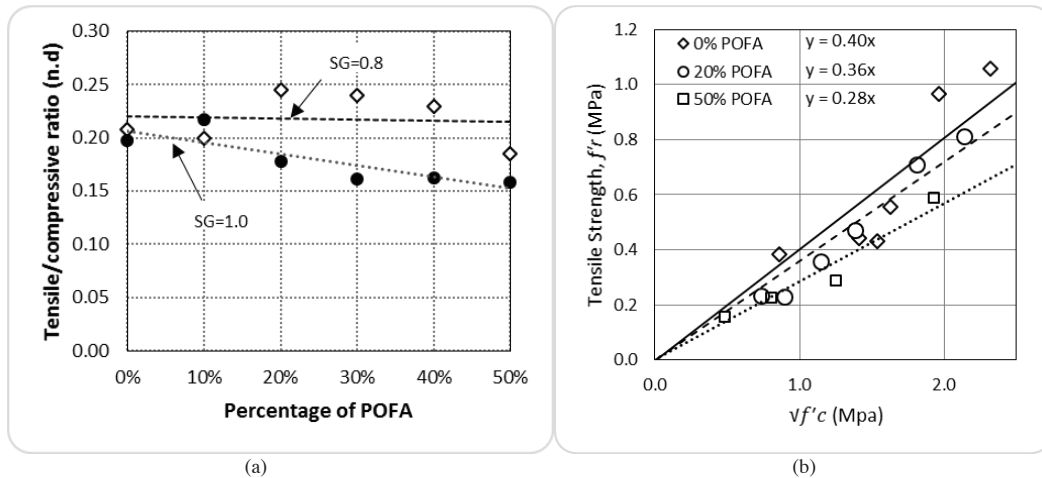 Tensile/compressive ratio (n.d)
0.30
0.25
0.20
0.15
0.10
0.05
0.00
SG=0.8
SG=1.0
0% 10% 20% 30% 40% 50%
Percentage of POFA
(a)
Tensile Strength, f'r (MPa)
1.2
1.0
0.8
0.6
0.4
0.2
0.0
0% POFA y = 0.40x
20% POFA y = 0.36x
50% POFA y = 0.28x
0.0 1.0 2.0
√f'c (Mpa)
(b)